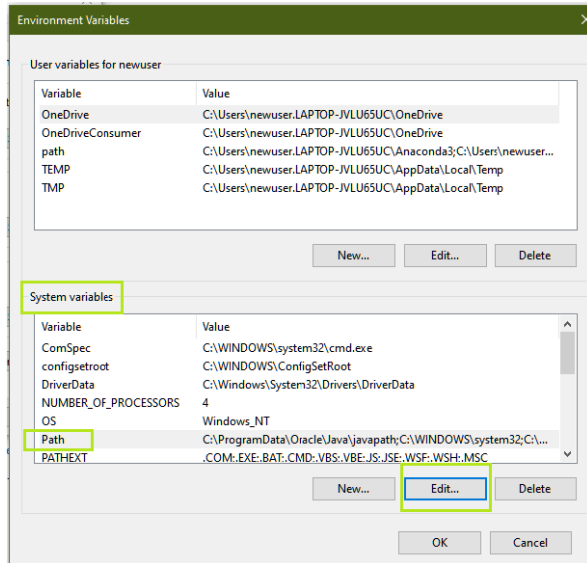 Environment Variables
User variables for newuser
Variable Value
OneDrive C:\Users\newuser.LAPTOP-JVLU65UC\OneDrive
OneDriveConsumer C:\Users\newuser.LAPTOP-JVLU65UC\OneDrive
path C:\Users\newuser.LAPTOP-JVLU65UC\Anaconda3;C:\Users\newuser...
TEMP C:\Users\newuser.LAPTOP-JVLU65UC\AppData\Local\Temp
TMP C:\Users\newuser.LAPTOP-JVLU65UC\AppData\Local\Temp
New... Edit... Delete
System variables
Variable Value
ComSpec C:\WINDOWS\system32\cmd.exe
configsetroot C:\WINDOWS\ConfigSetRoot
DriverData C:\Windows\System32\Drivers\DriverData
NUMBER_OF_PROCESSORS 4
OS Windows_NT
Path C:\ProgramData\Oracle\Java\javapath;C:\WINDOWS\system32;C:\...
PATHEXT .COM;.EXE;.BAT;.CMD;.VBS;.VBE;.JS;.JSE;.WSF;.WSH;.MSC
New... Edit... Delete
OK Cancel